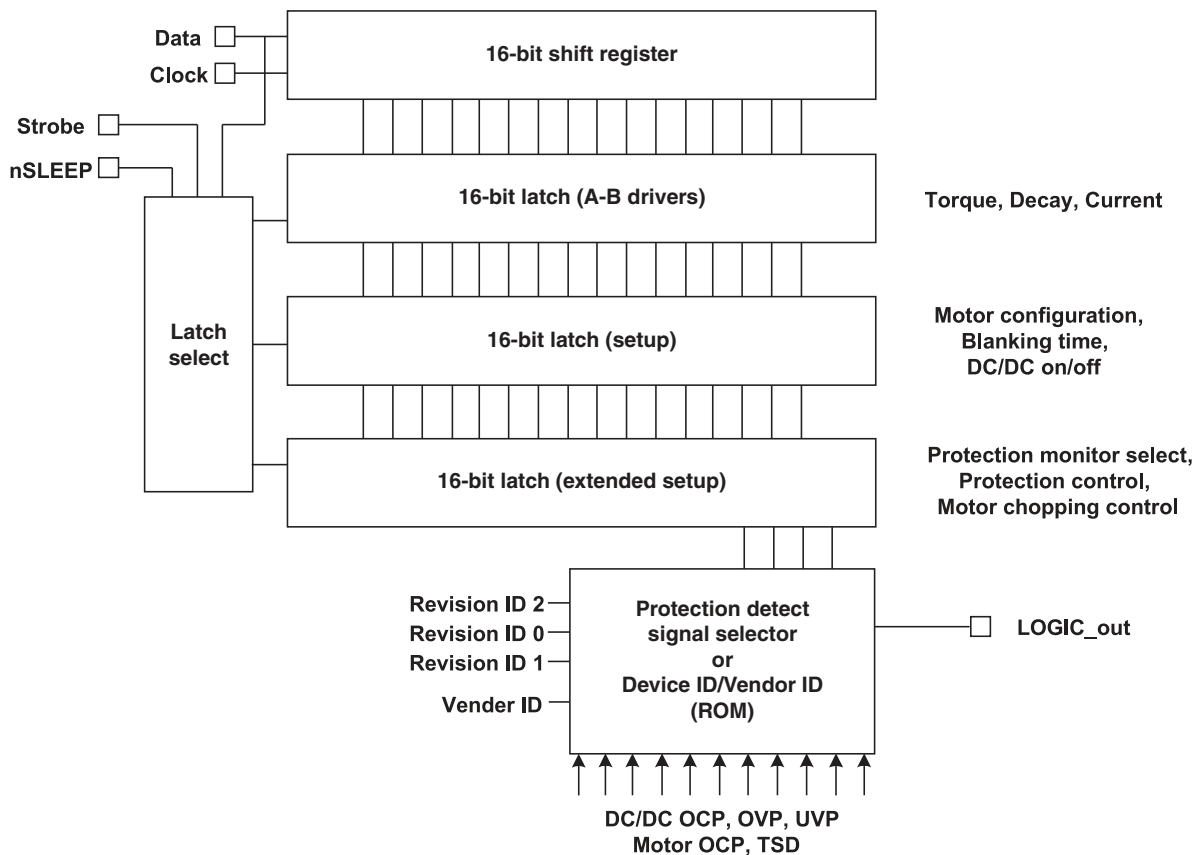 Data
16-bit shift register
Clock
Strobe
nSLEEP
16-bit latch (A-B drivers)
Torque, Decay, Current
Latch
select
16-bit latch (setup)
Motor configuration,
Blanking time,
DC/DC on/off
16-bit latch (extended setup)
Protection monitor select,
Protection control,
Motor chopping control
Revision ID 2
Revision ID 0
Revision ID 1
Vender ID
Protection detect
signal selector
or
Device ID/Vendor ID
(ROM)
LOGIC_out
DC/DC OCP, OVP, UVP
Motor OCP, TSD